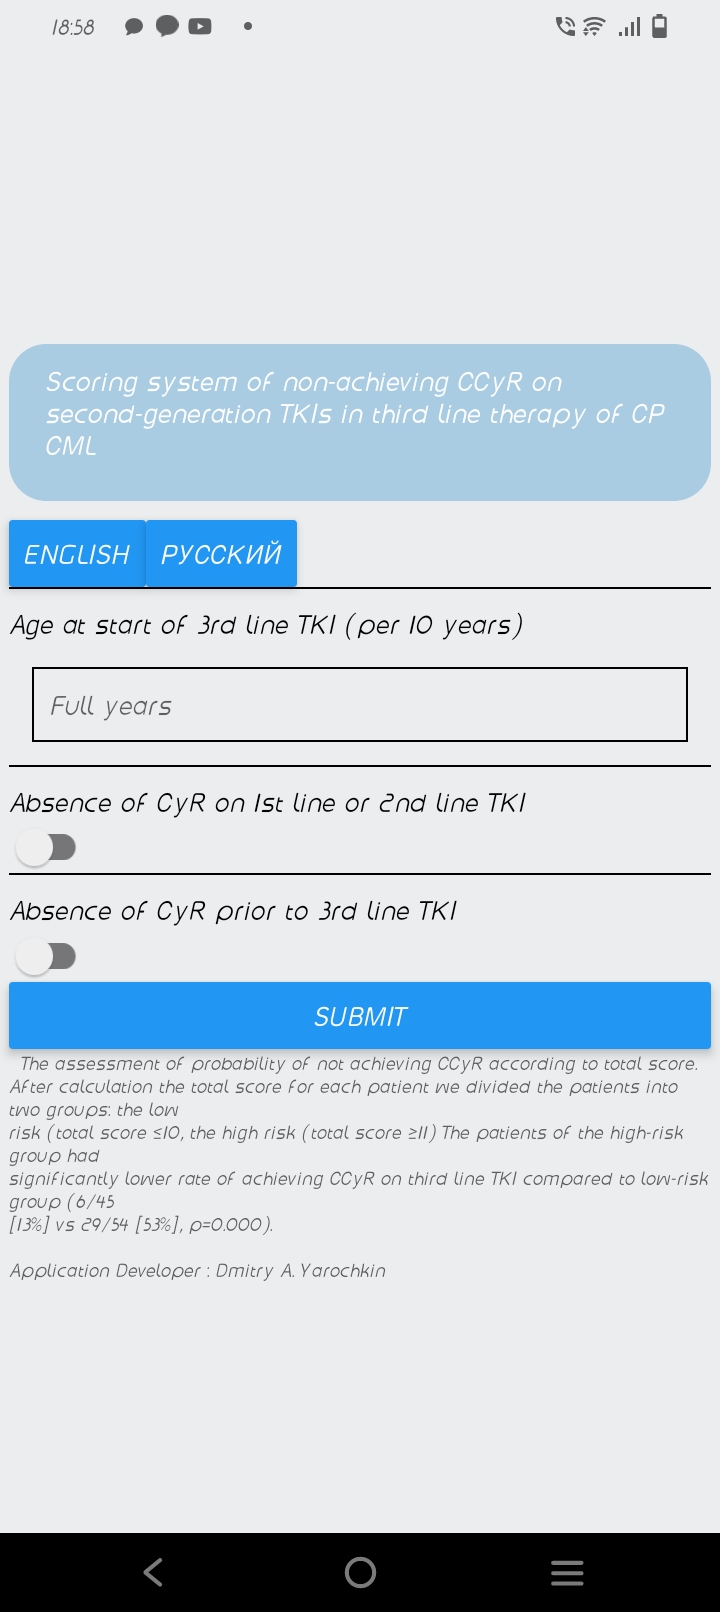 18:58
Scoring system of non-achieving CCyR on
second-generation TKIs in third line therapy of CP
CML
ENGLISH РУССКИЙ
Age at start of 3rd line TKI (per 10 years)
Full years
Absence of CyR on 1st line or 2nd line TKI
Absence of CyR prior to 3rd line TKI
SUBMIT
The assessment of probability of not achieving CCyR according to total score.
After calculation the total score for each patient we divided the patients into
two groups: the low
risk (total score ≤10, the high risk (total score ≥11) The patients of the high-risk
group had
significantly lower rate of achieving CCyR on third line TKI compared to low-risk
group (6/45
[13%] vs 29/54 [53%], p=0.000).
Application Developer : Dmitry A. Yarochkin